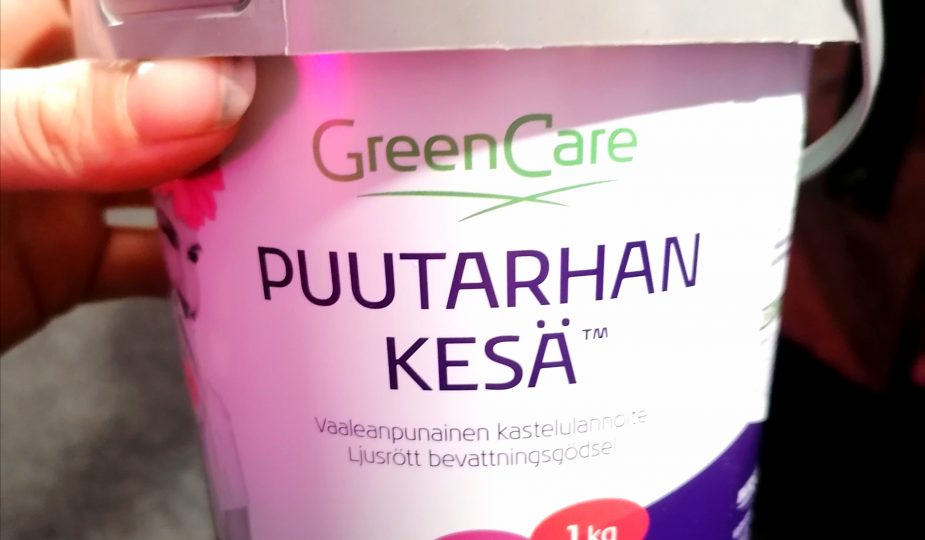 GreenCare
PUUTARHAN
KESÄ™
Vaaleanpunainen kastelulannoite
Ljusrött bevattningsgödsel
1 kg